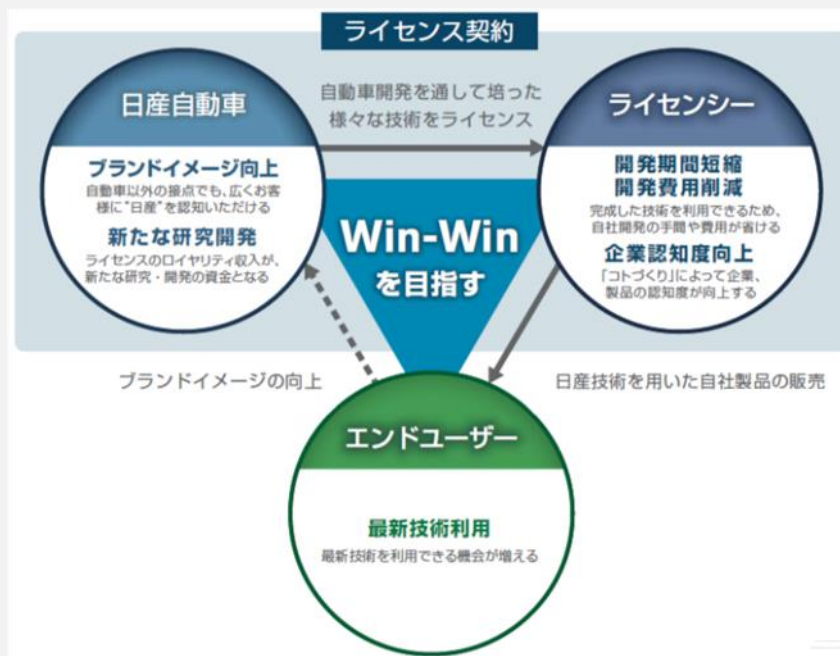 ライセンス契約
日産自動車
ブランドイメージ向上
自動車以外の接点でも、広くお客
様に"日産"を認知いただける
新たな研究開発
ライセンスのロイヤリティ収入が、
新たな研究・開発の資金となる
自動車開発を通して培った
様々な技術をライセンス
ライセンシー
開発期間短縮
開発費用削減
完成した技術を利用できるため、
自社開発の手間や費用が省ける
企業認知度向上
「コトづくり」によって企業、
製品の認知度が向上する
Win-Win
を目指す
ブランドイメージの向上
日産技術を用いた自社製品の販売
エンドユーザー
最新技術利用
最新技術を利用できる機会が増える